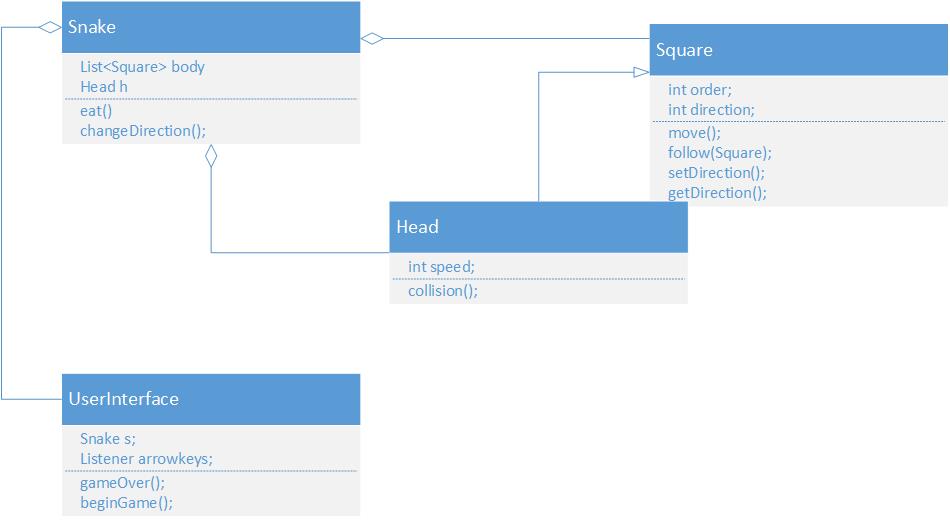 Snake
List<Square> body
Head h
eat()
changeDirection();
Square
int order;
int direction;
move();
follow(Square);
setDirection();
getDirection();
Head
int speed;
collision();
UserInterface
Snake s;
Listener arrowkeys;
gameOver();
beginGame();